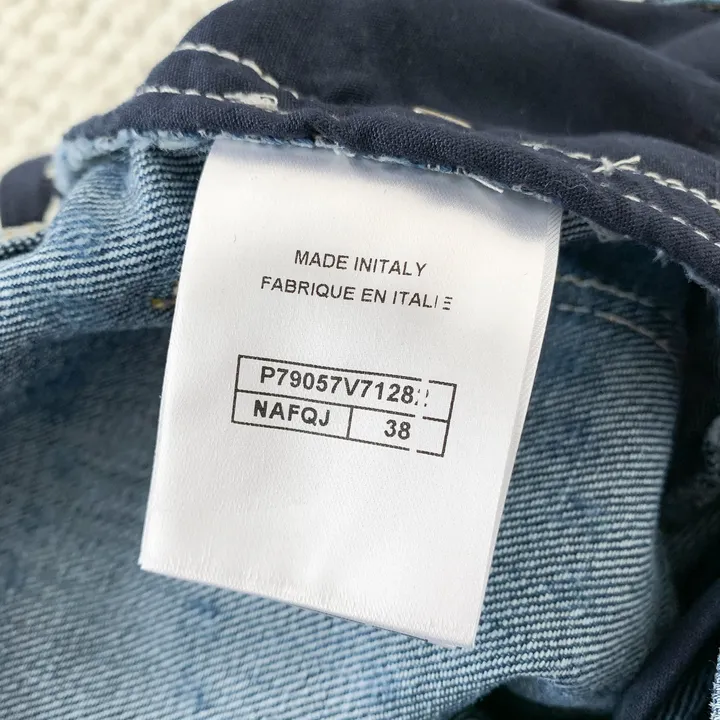 MADE INITALY
FABRIQUE EN ITALIE
P79057V71282
NAFQJ 38